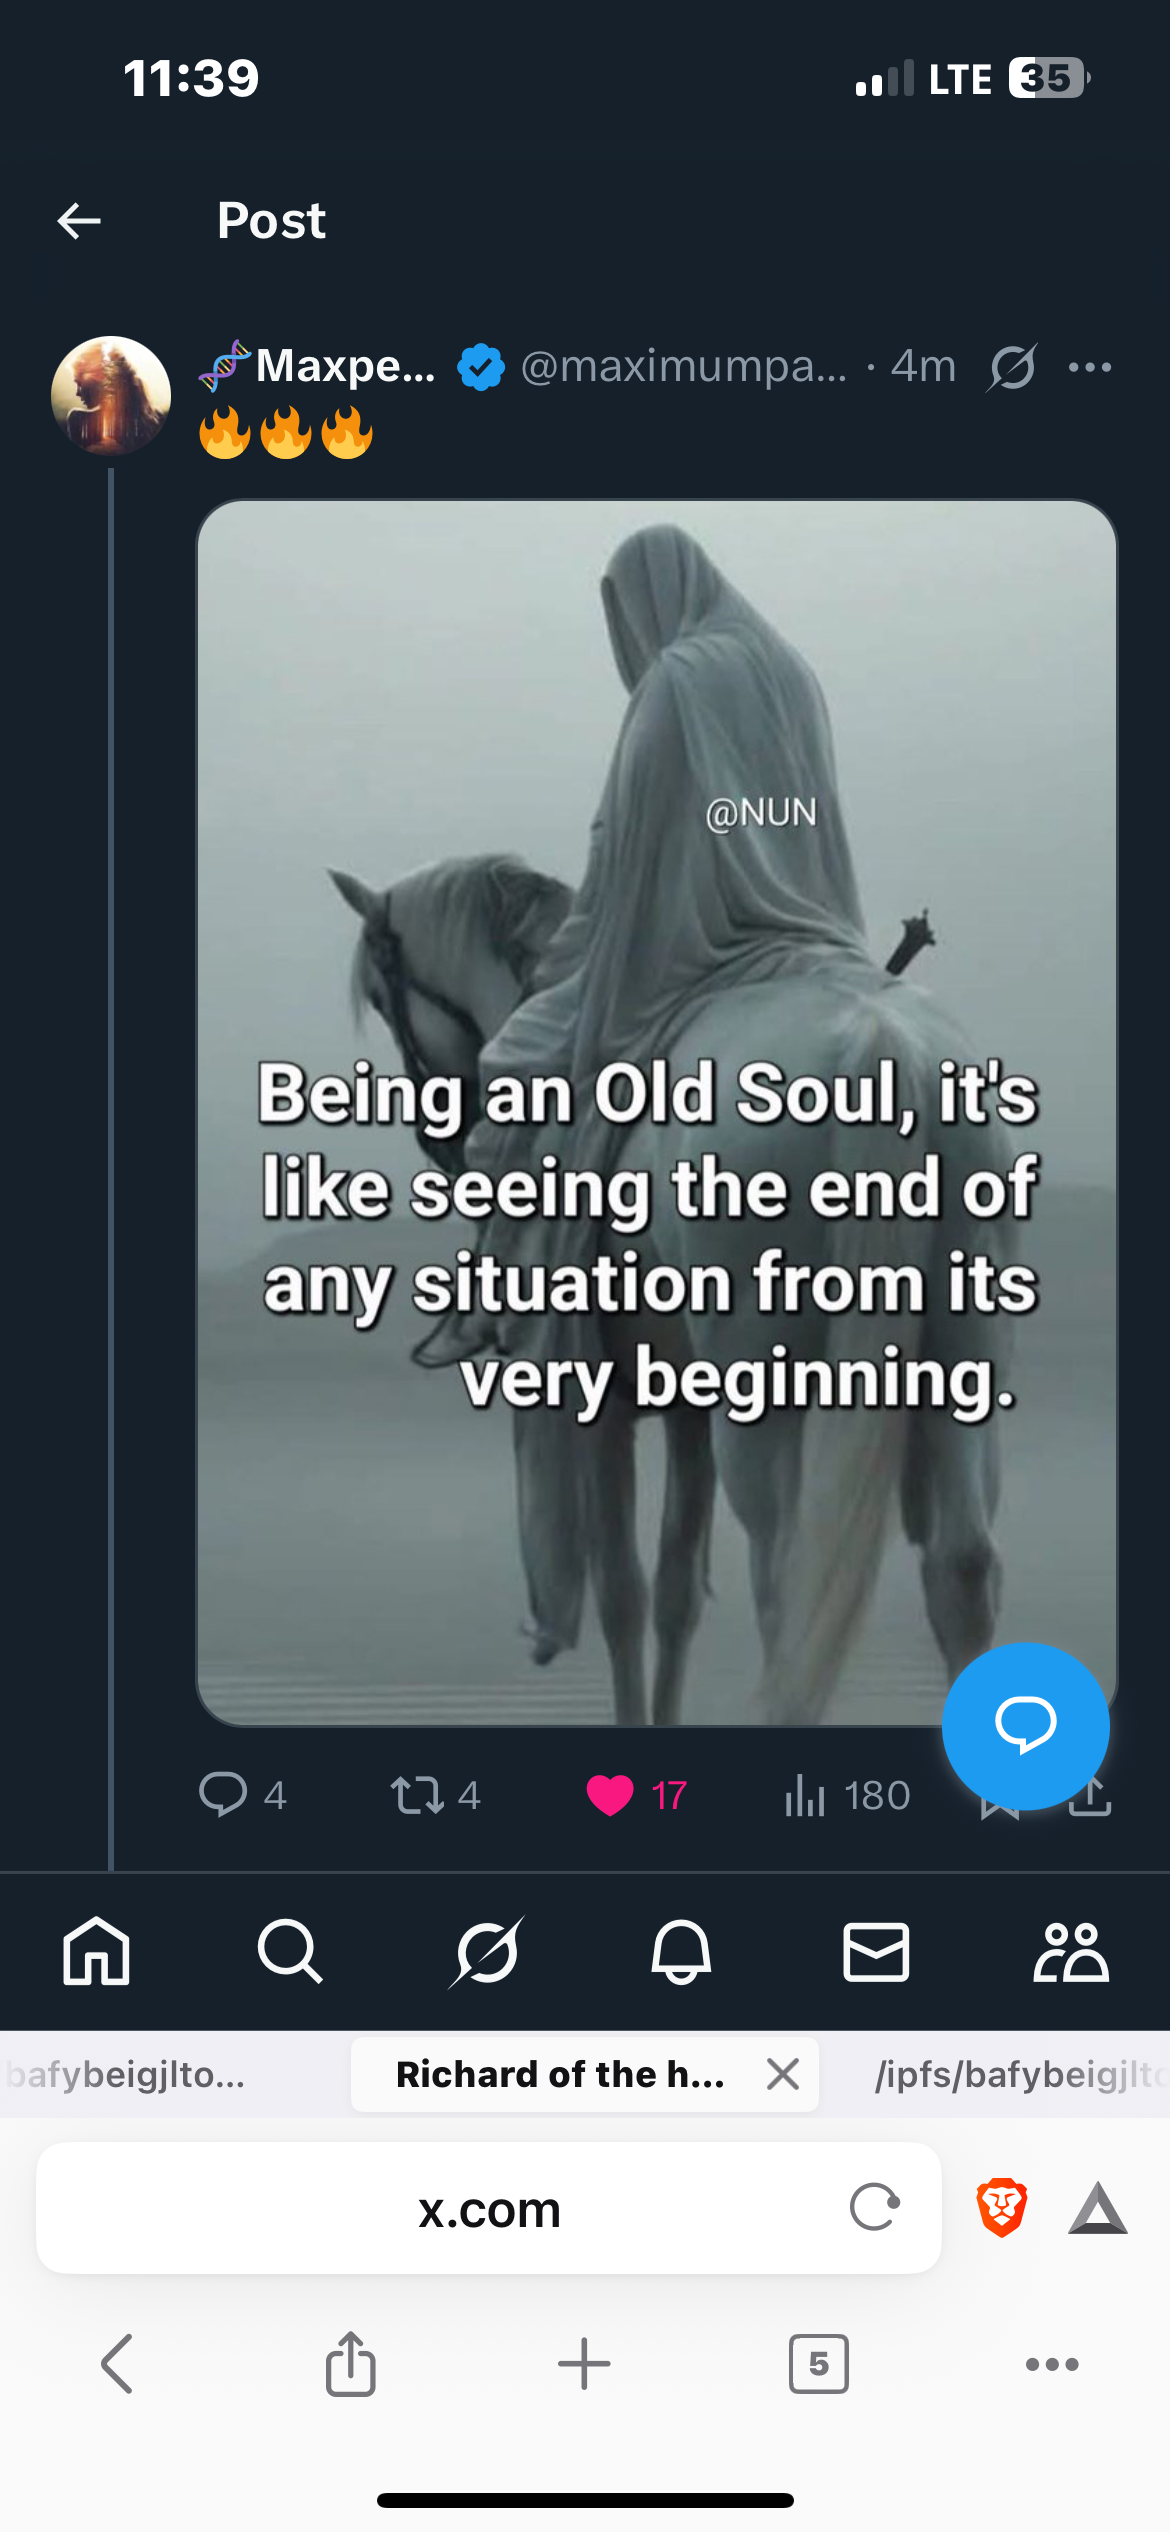 11:39
LTE 35
Post
Maxpe... @maximumpa... · 4m
@NUN
Being an Old Soul, it's
like seeing the end of
any situation from its
very beginning.
4 4 17 180
bafybeigjlto... Richard of the h... /ipfs/bafybeigjlto
x.com
5